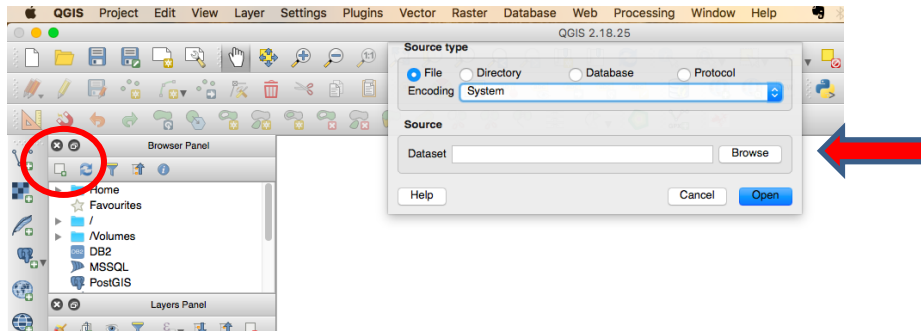 QGIS Project Edit View Layer Settings Plugins Vector Raster Database Web Processing Window Help
QGIS 2.18.25
Source type
File Directory Database Protocol
Encoding System
Source
Dataset Browse
Help Cancel Open
Browser Panel
Home
Favourites
/
/Volumes
DB2
MSSQL
PostGIS
Layers Panel